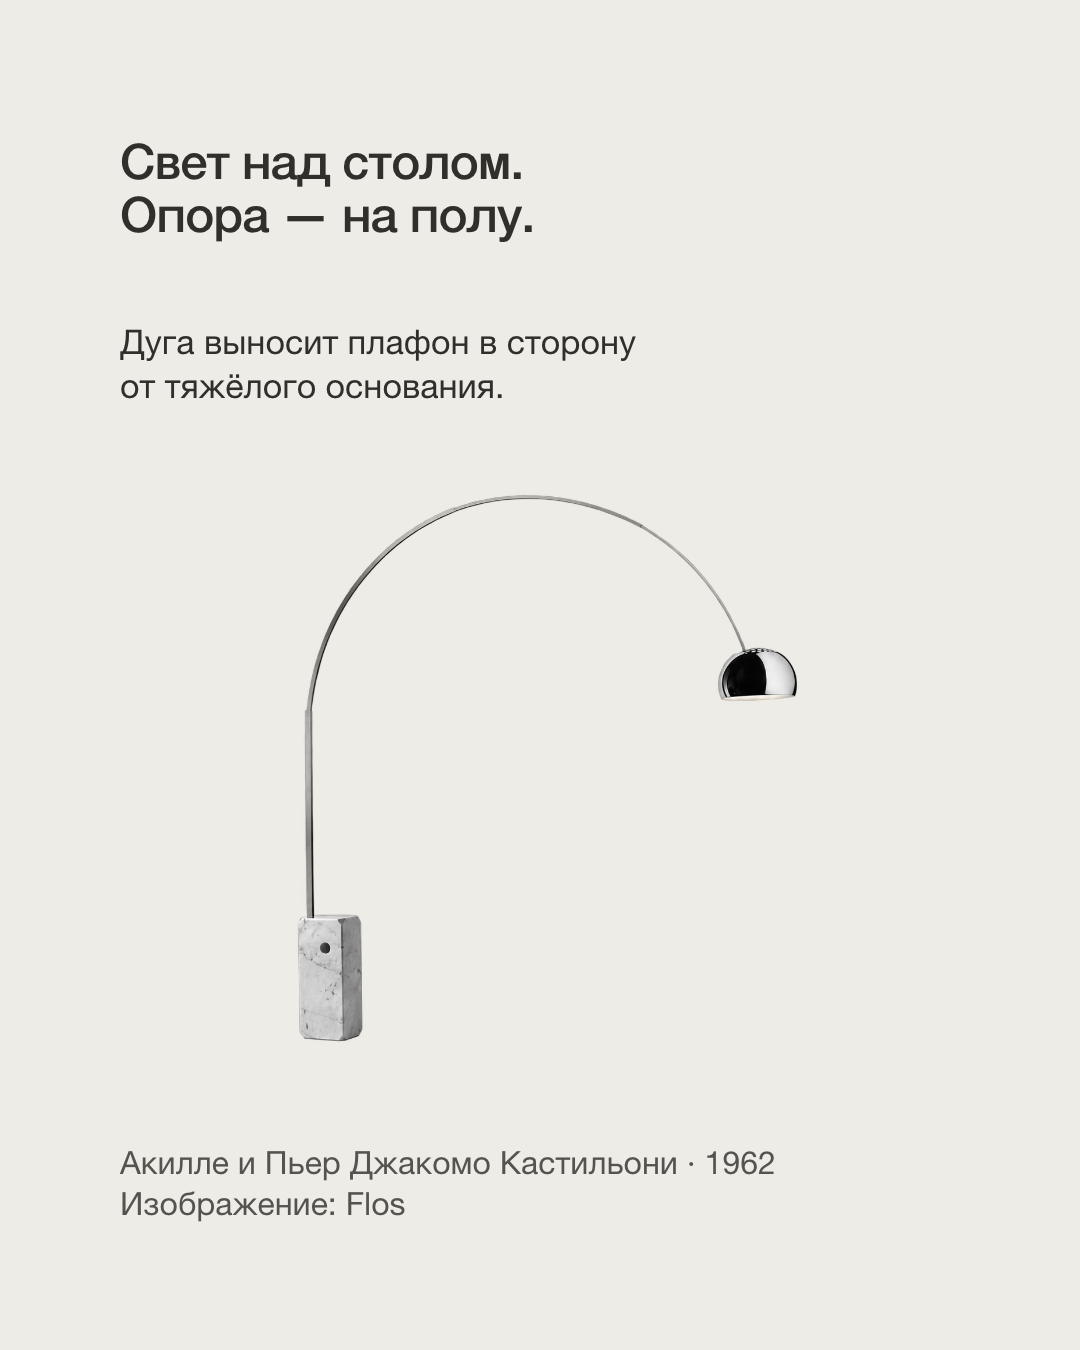 Свет над столом.
Опора — на полу.
Дуга выносит плафон в сторону
от тяжёлого основания.
Акилле и Пьер Джакомо Кастильони · 1962
Изображение: Flos